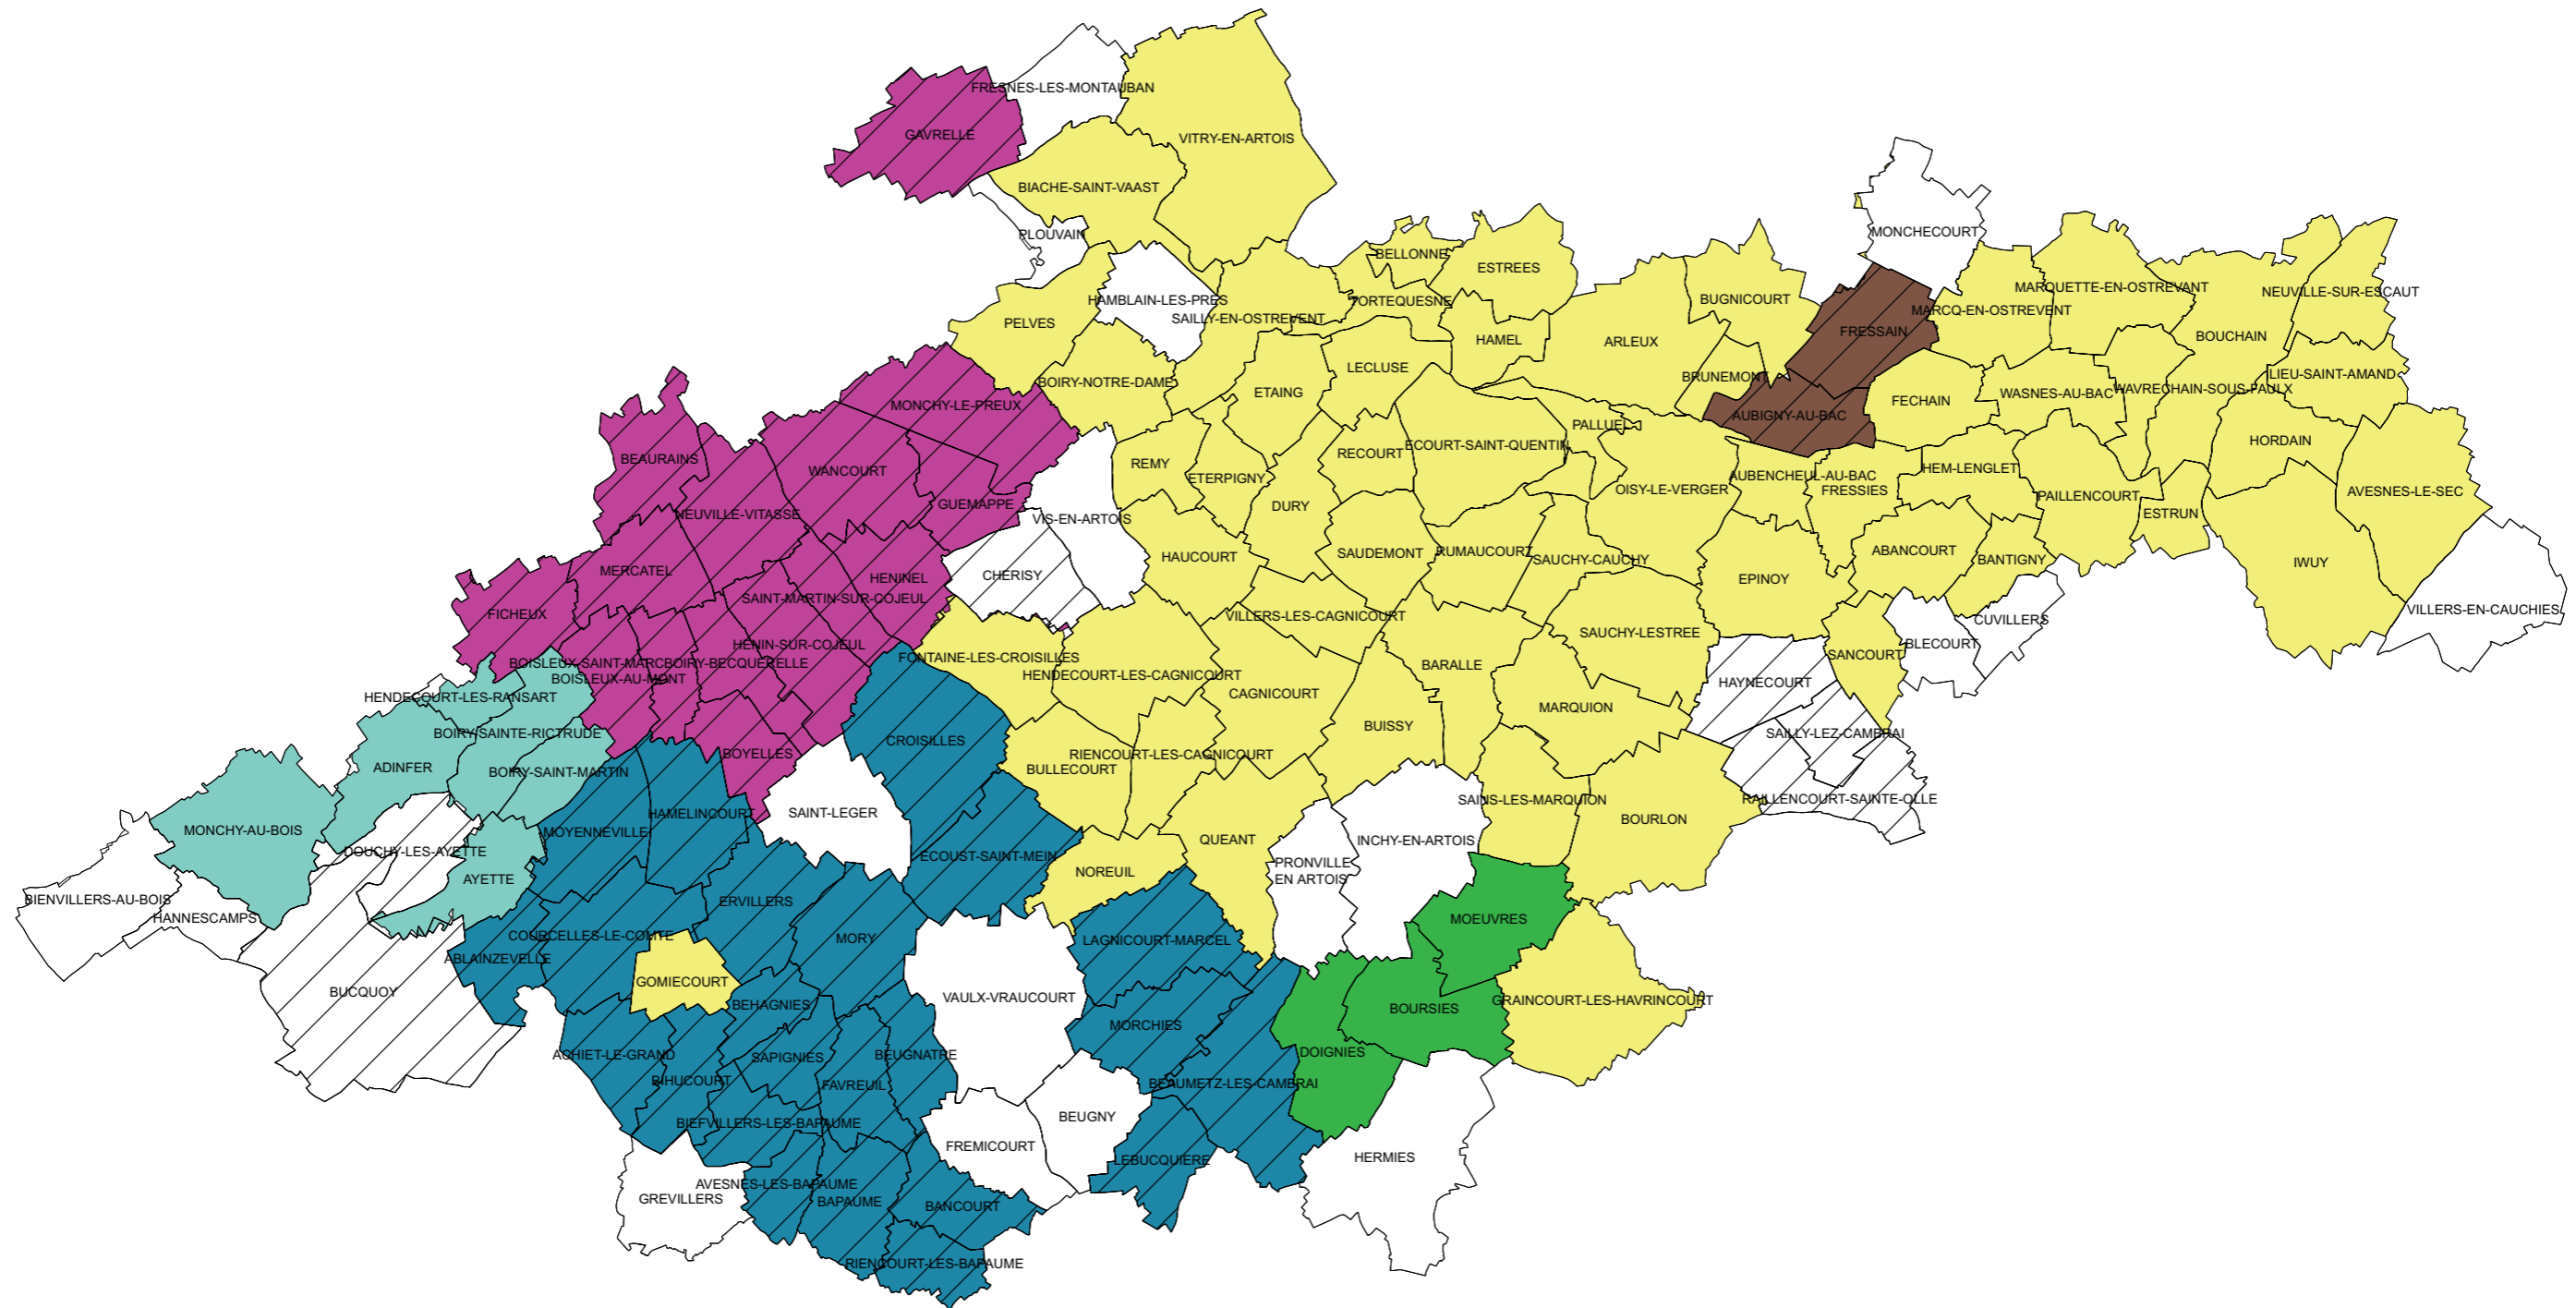 FRESNES-LES-MONTAUBAN
GAVRELLE
VITRY-EN-ARTOIS
BIACHE-SAINT-VAAST
PLOUVAIN
MONCHECOURT
BELLONNE
ESTREES
HAMBLAIN-LES-PRES
TORTEQUESNE
BUGNICOURT
MARQUETTE-EN-OSTREVANT
NEUVILLE-SUR-ESCAUT
PELVES
SAILLY-EN-OSTREVENT
MARCQ-EN-OSTREVENT
FRESSAIN
BOUCHAIN
HAMEL
ARLEUX
LECLUSE
BOIRY-NOTRE-DAME
BRUNEMONT
LIEU-SAINT-AMAND
ETAING
WASNES-AU-BAC
WAVRECHAIN-SOUS-FAULX
MONCHY-LE-PREUX
FECHAIN
AUBIGNY-AU-BAC
PALLUEL
BEAURAINS
WANCOURT
REMY
RECOURT
ECOURT-SAINT-QUENTIN
HORDAIN
ETERPIGNY
AUBENCHEUL-AU-BAC
HEM-LENGLET
OISY-LE-VERGER
FRESSIES
PAILLENCOURT
AVESNES-LE-SEC
NEUVILLE-VITASSE
GUEMAPPE
VIS-EN-ARTOIS
DURY
ESTRUN
MERCATEL
HENINEL
CHERISY
HAUCOURT
SAUDEMONT
RUMAUCOURT
SAUCHY-CAUCHY
EPINOY
ABANCOURT
BANTIGNY
IWUY
SAINT-MARTIN-SUR-COJEUL
FICHEUX
VILLERS-LES-CAGNICOURT
SAUCHY-LESTREE
CUVILLERS
VILLERS-EN-CAUCHIES
HENIN-SUR-COJEUL
BLECOURT
BOISLEUX-SAINT-MARC
BOIRY-BECQUERELLE
FONTAINE-LES-CROISILLES
BARALLE
SANCOURT
BOISLEUX-AU-MONT
HENDECOURT-LES-CAGNICOURT
HAYNECOURT
HENDECOURT-LES-RANSART
CAGNICOURT
MARQUION
BOIRY-SAINTE-RICTRUDE
CROISILLES
BUISSY
SAILLY-LEZ-CAMBRAI
ADINFER
BOIRY-SAINT-MARTIN
BOYELLES
BULLECOURT
RIENCOURT-LES-CAGNICOURT
MONCHY-AU-BOIS
MOYENNEVILLE
HAMELINCOURT
SAINT-LEGER
SAINS-LES-MARQUION
RAILLENCOURT-SAINTE-OLLE
DOUCHY-LES-AYETTE
ECOUST-SAINT-MEIN
QUEANT
INCHY-EN-ARTOIS
BOURLON
AYETTE
NOREUIL
PRONVILLE
EN ARTOIS
BIENVILLERS-AU-BOIS
HANNESCAMPS
ERVILLERS
MOEUVRES
COURCELLES-LE-COMTE
MORY
LAGNICOURT-MARCEL
ABLAINZEVELLE
GOMIECOURT
BUCQUOY
BEHAGNIES
VAULX-VRAUCOURT
BOURSIES
GRAINCOURT-LES-HAVRINCOURT
MORCHIES
ACHIET-LE-GRAND
SAPIGNIES
BEUGNATRE
DOIGNIES
BIHUCOURT
FAVREUIL
BEAUMETZ-LES-CAMBRAI
BIEFVILLERS-LES-BAPAUME
BEUGNY
FREMICOURT
LEBUCQUIERE
HERMIES
AVESNES-LES-BAPAUME
GREVILLERS
BAPAUME
BANCOURT
RIENCOURT-LES-BAPAUME